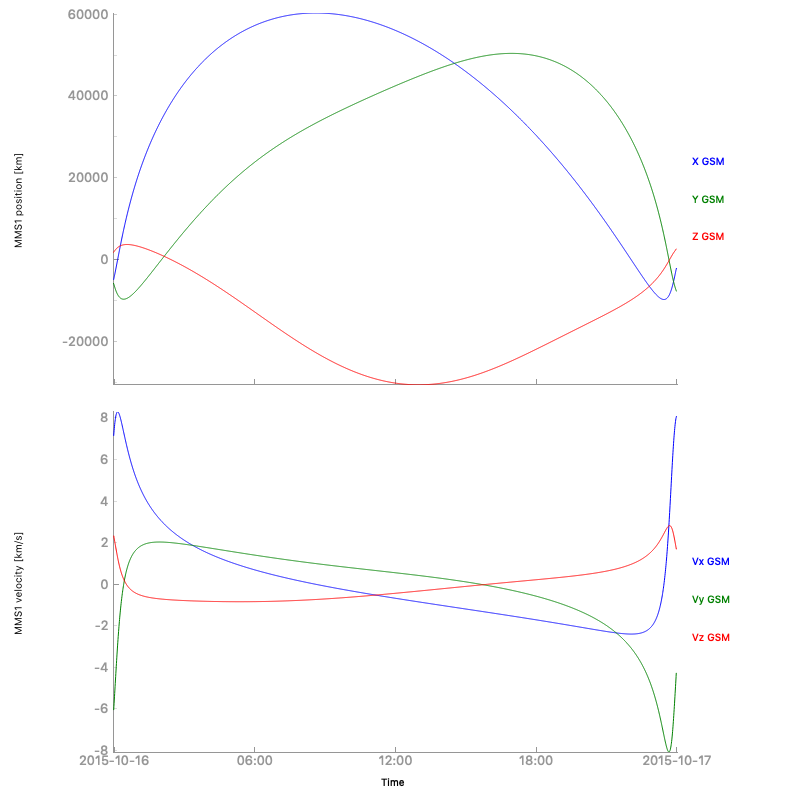 60000
40000
20000
0
-20000
MMS1 position [km]
X GSM
Y GSM
Z GSM
8
6
4
2
0
-2
-4
-6
-8
MMS1 velocity [km/s]
Vx GSM
Vy GSM
Vz GSM
2015-10-16 06:00 12:00 18:00 2015-10-17
Time